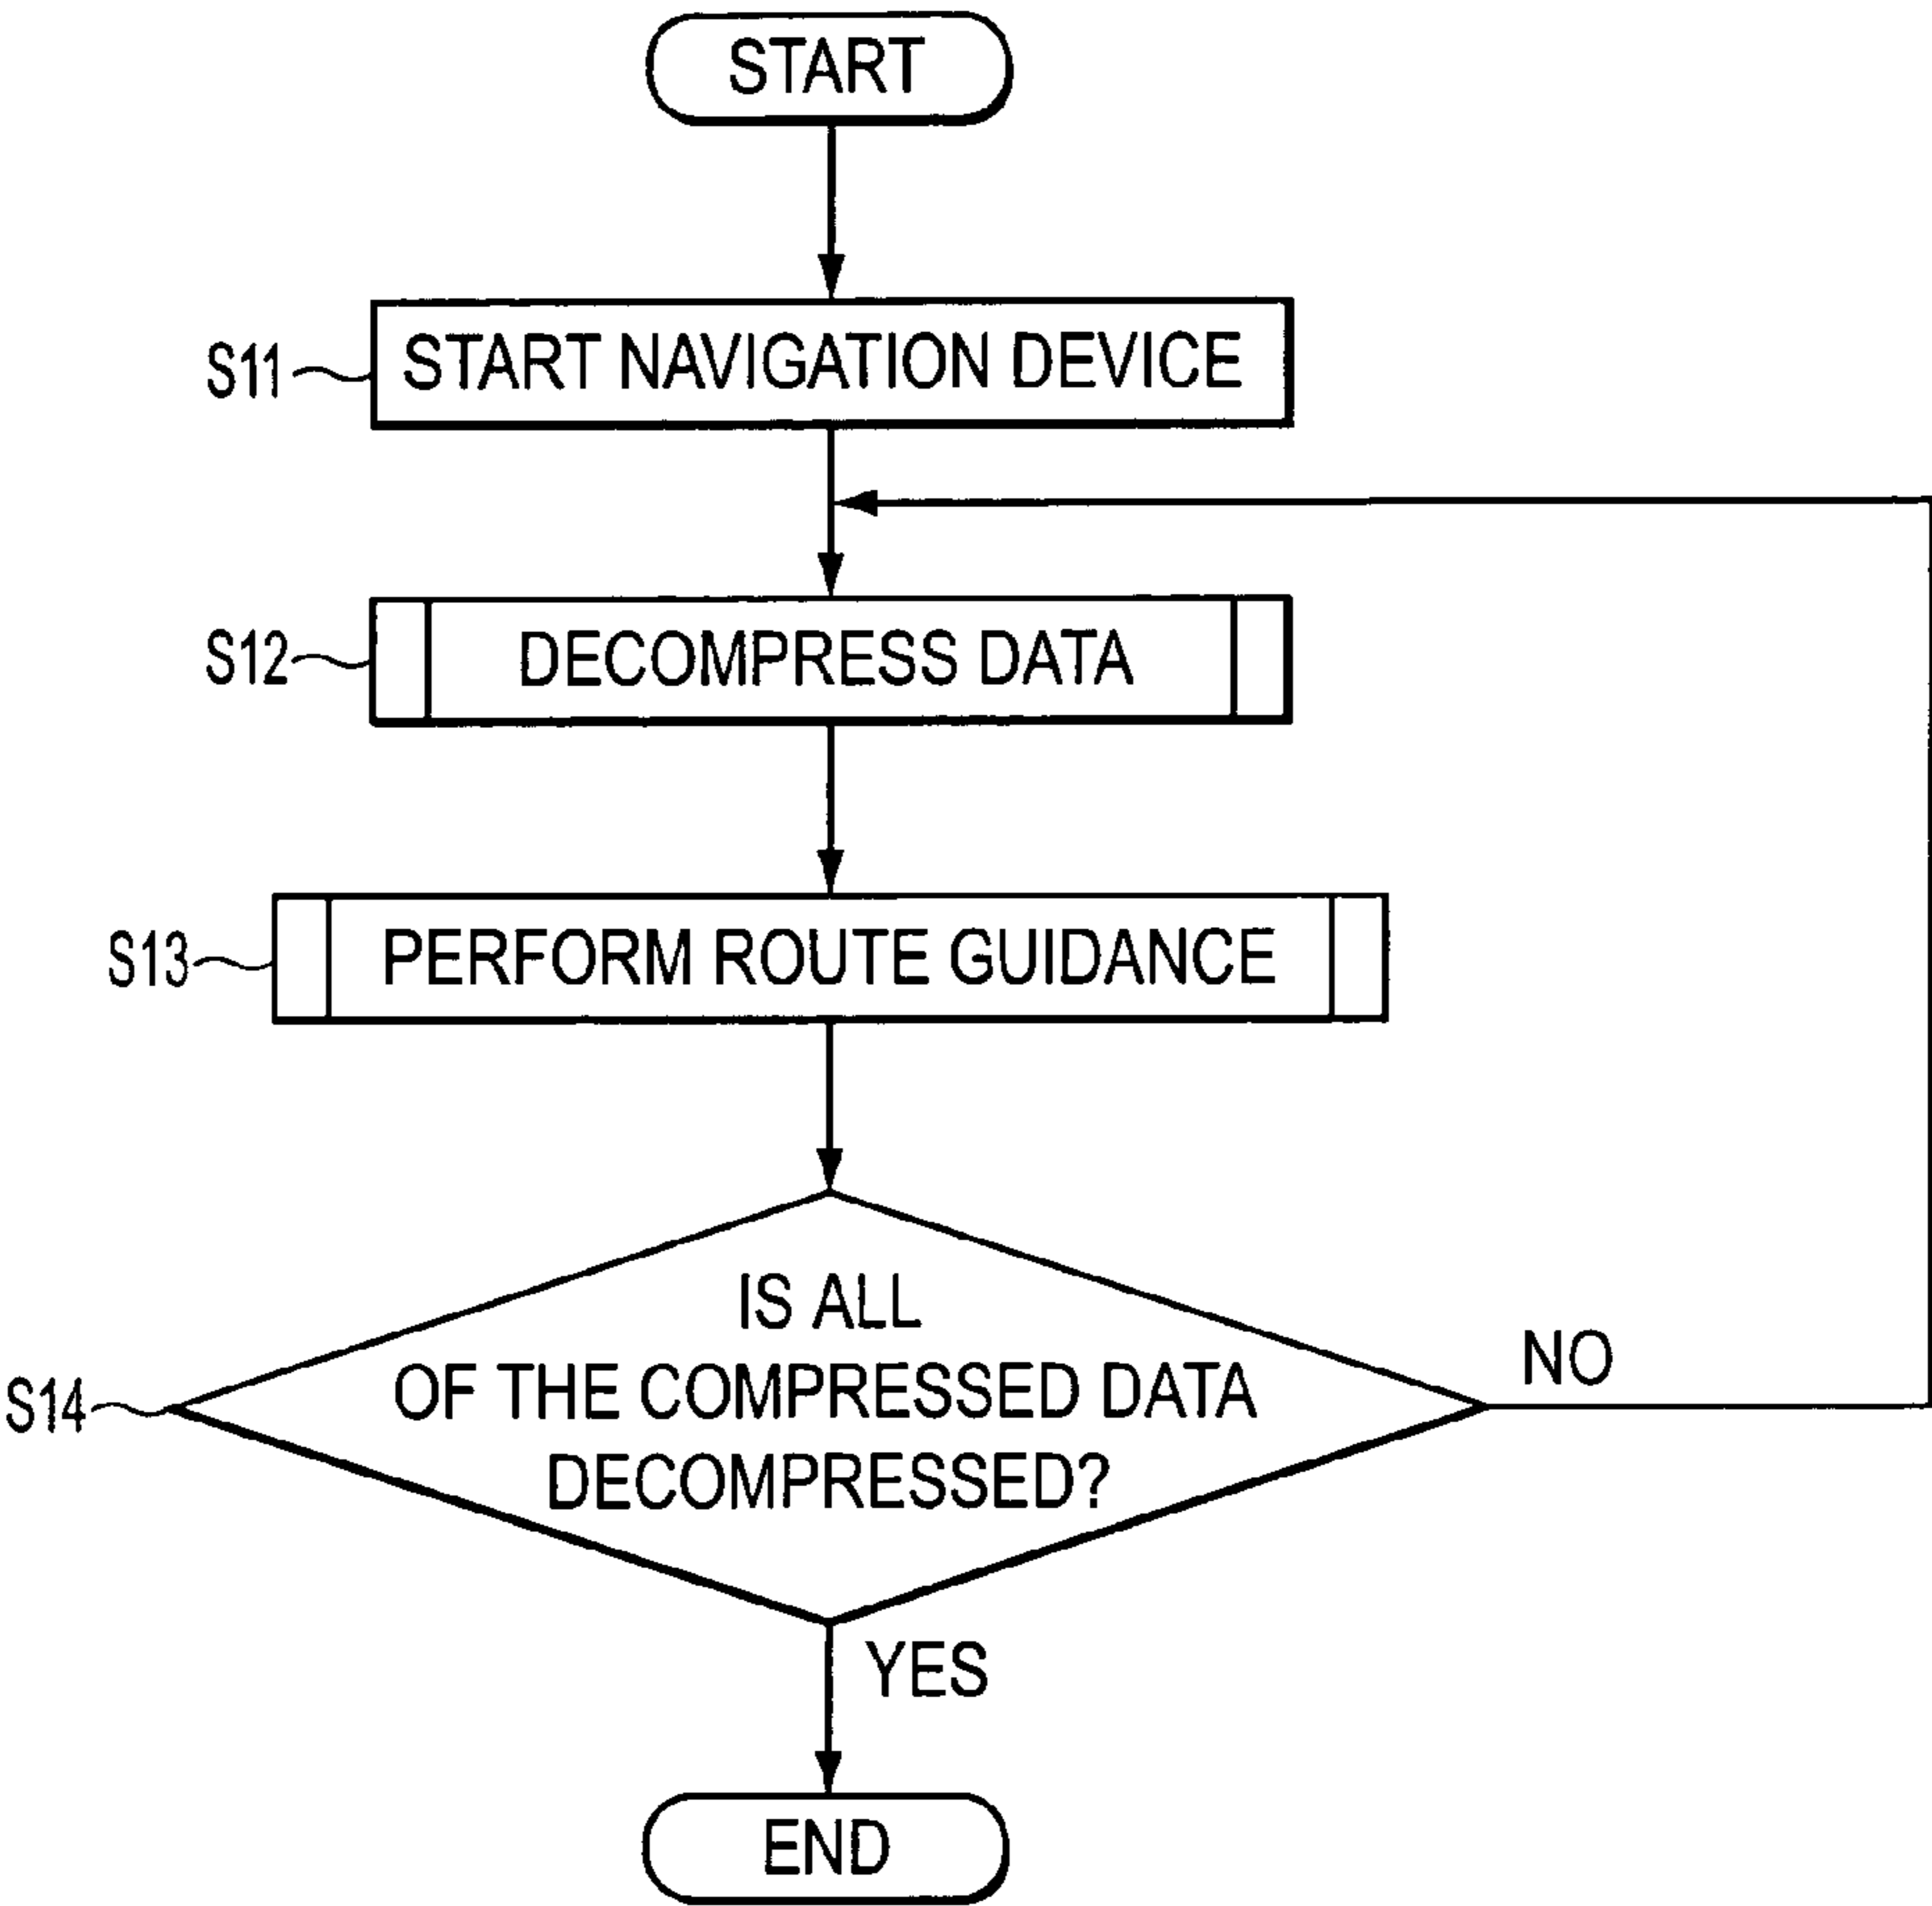 START
S11
START NAVIGATION DEVICE
S12
DECOMPRESS DATA
S13
PERFORM ROUTE GUIDANCE
IS ALL
OF THE COMPRESSED DATA
DECOMPRESSED?
S14
NO
YES
END